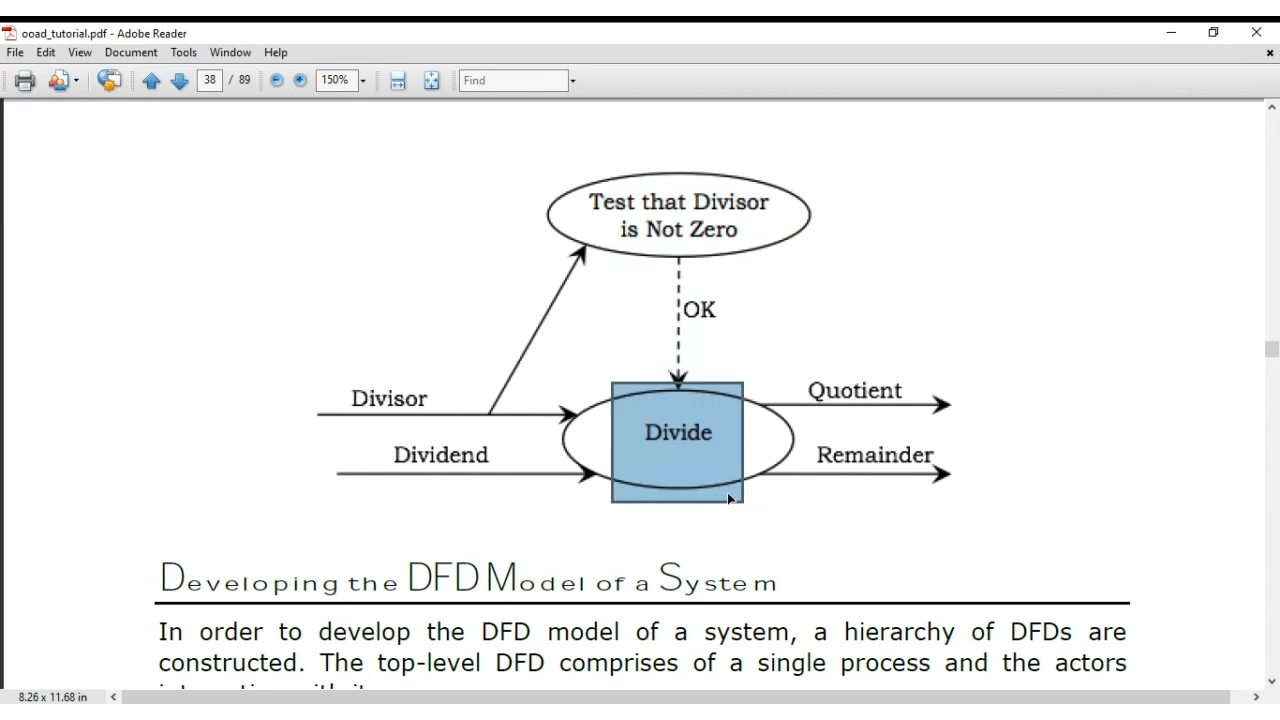 ooad_tutorial.pdf - Adobe Reader
File Edit View Document Tools Window Help
38 / 89 150% Find
Test that Divisor
is Not Zero
OK
Divisor
Quotient
Divide
Dividend
Remainder
Developing the DFD Model of a System
In order to develop the DFD model of a system, a hierarchy of DFDs are
constructed. The top-level DFD comprises of a single process and the actors
8.26 x 11.68 in